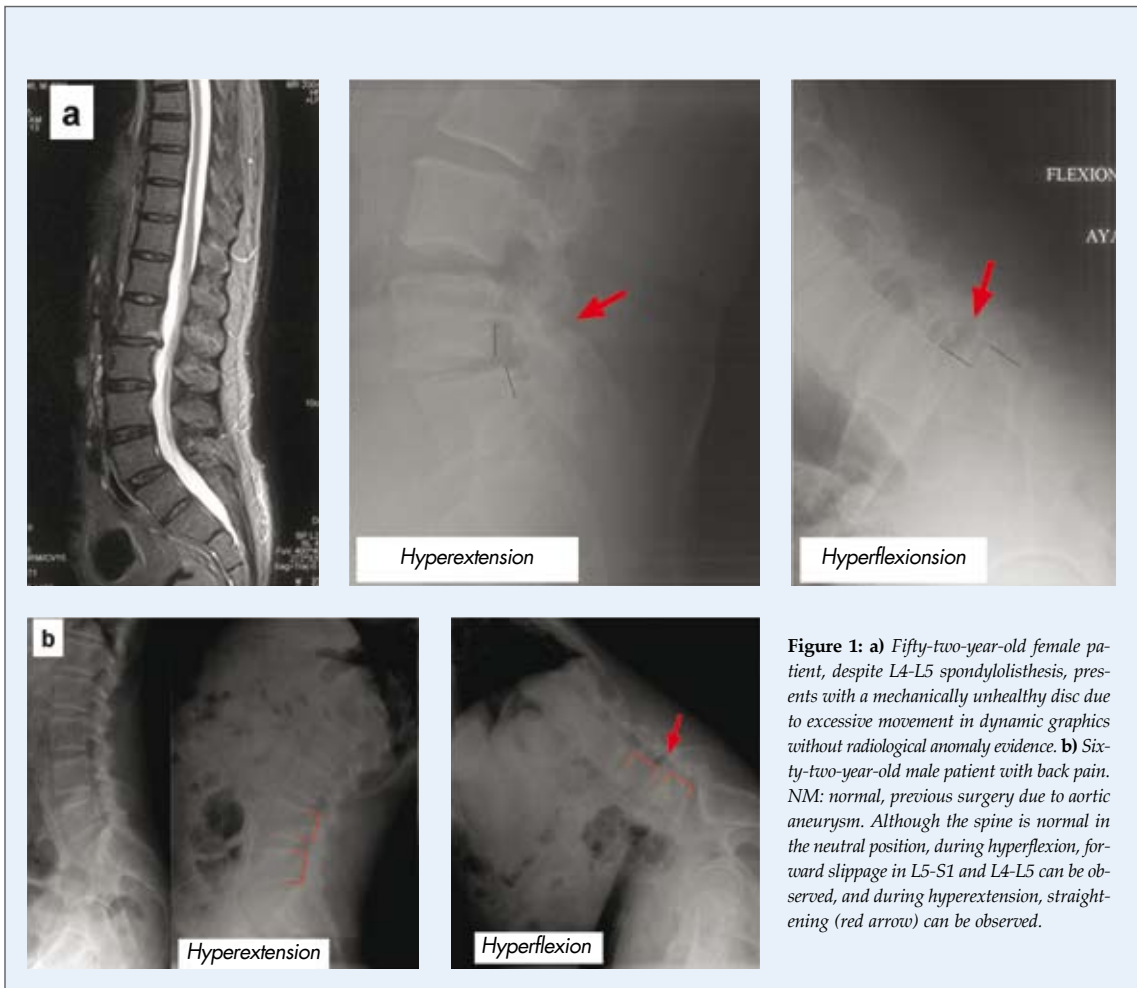 a
FLEXION
AYA
Hyperextension
Hyperflexionsion
b
Hyperextension
Hyperflexion
Figure 1: a) Fifty-two-year-old female pa-
tient, despite L4-L5 spondylolisthesis, pres-
ents with a mechanically unhealthy disc due
to excessive movement in dynamic graphics
without radiological anomaly evidence. b) Six-
ty-two-year-old male patient with back pain.
NM: normal, previous surgery due to aortic
aneurysm. Although the spine is normal in
the neutral position, during hyperflexion, for-
ward slippage in L5-S1 and L4-L5 can be ob-
served, and during hyperextension, straight-
ening (red arrow) can be observed.